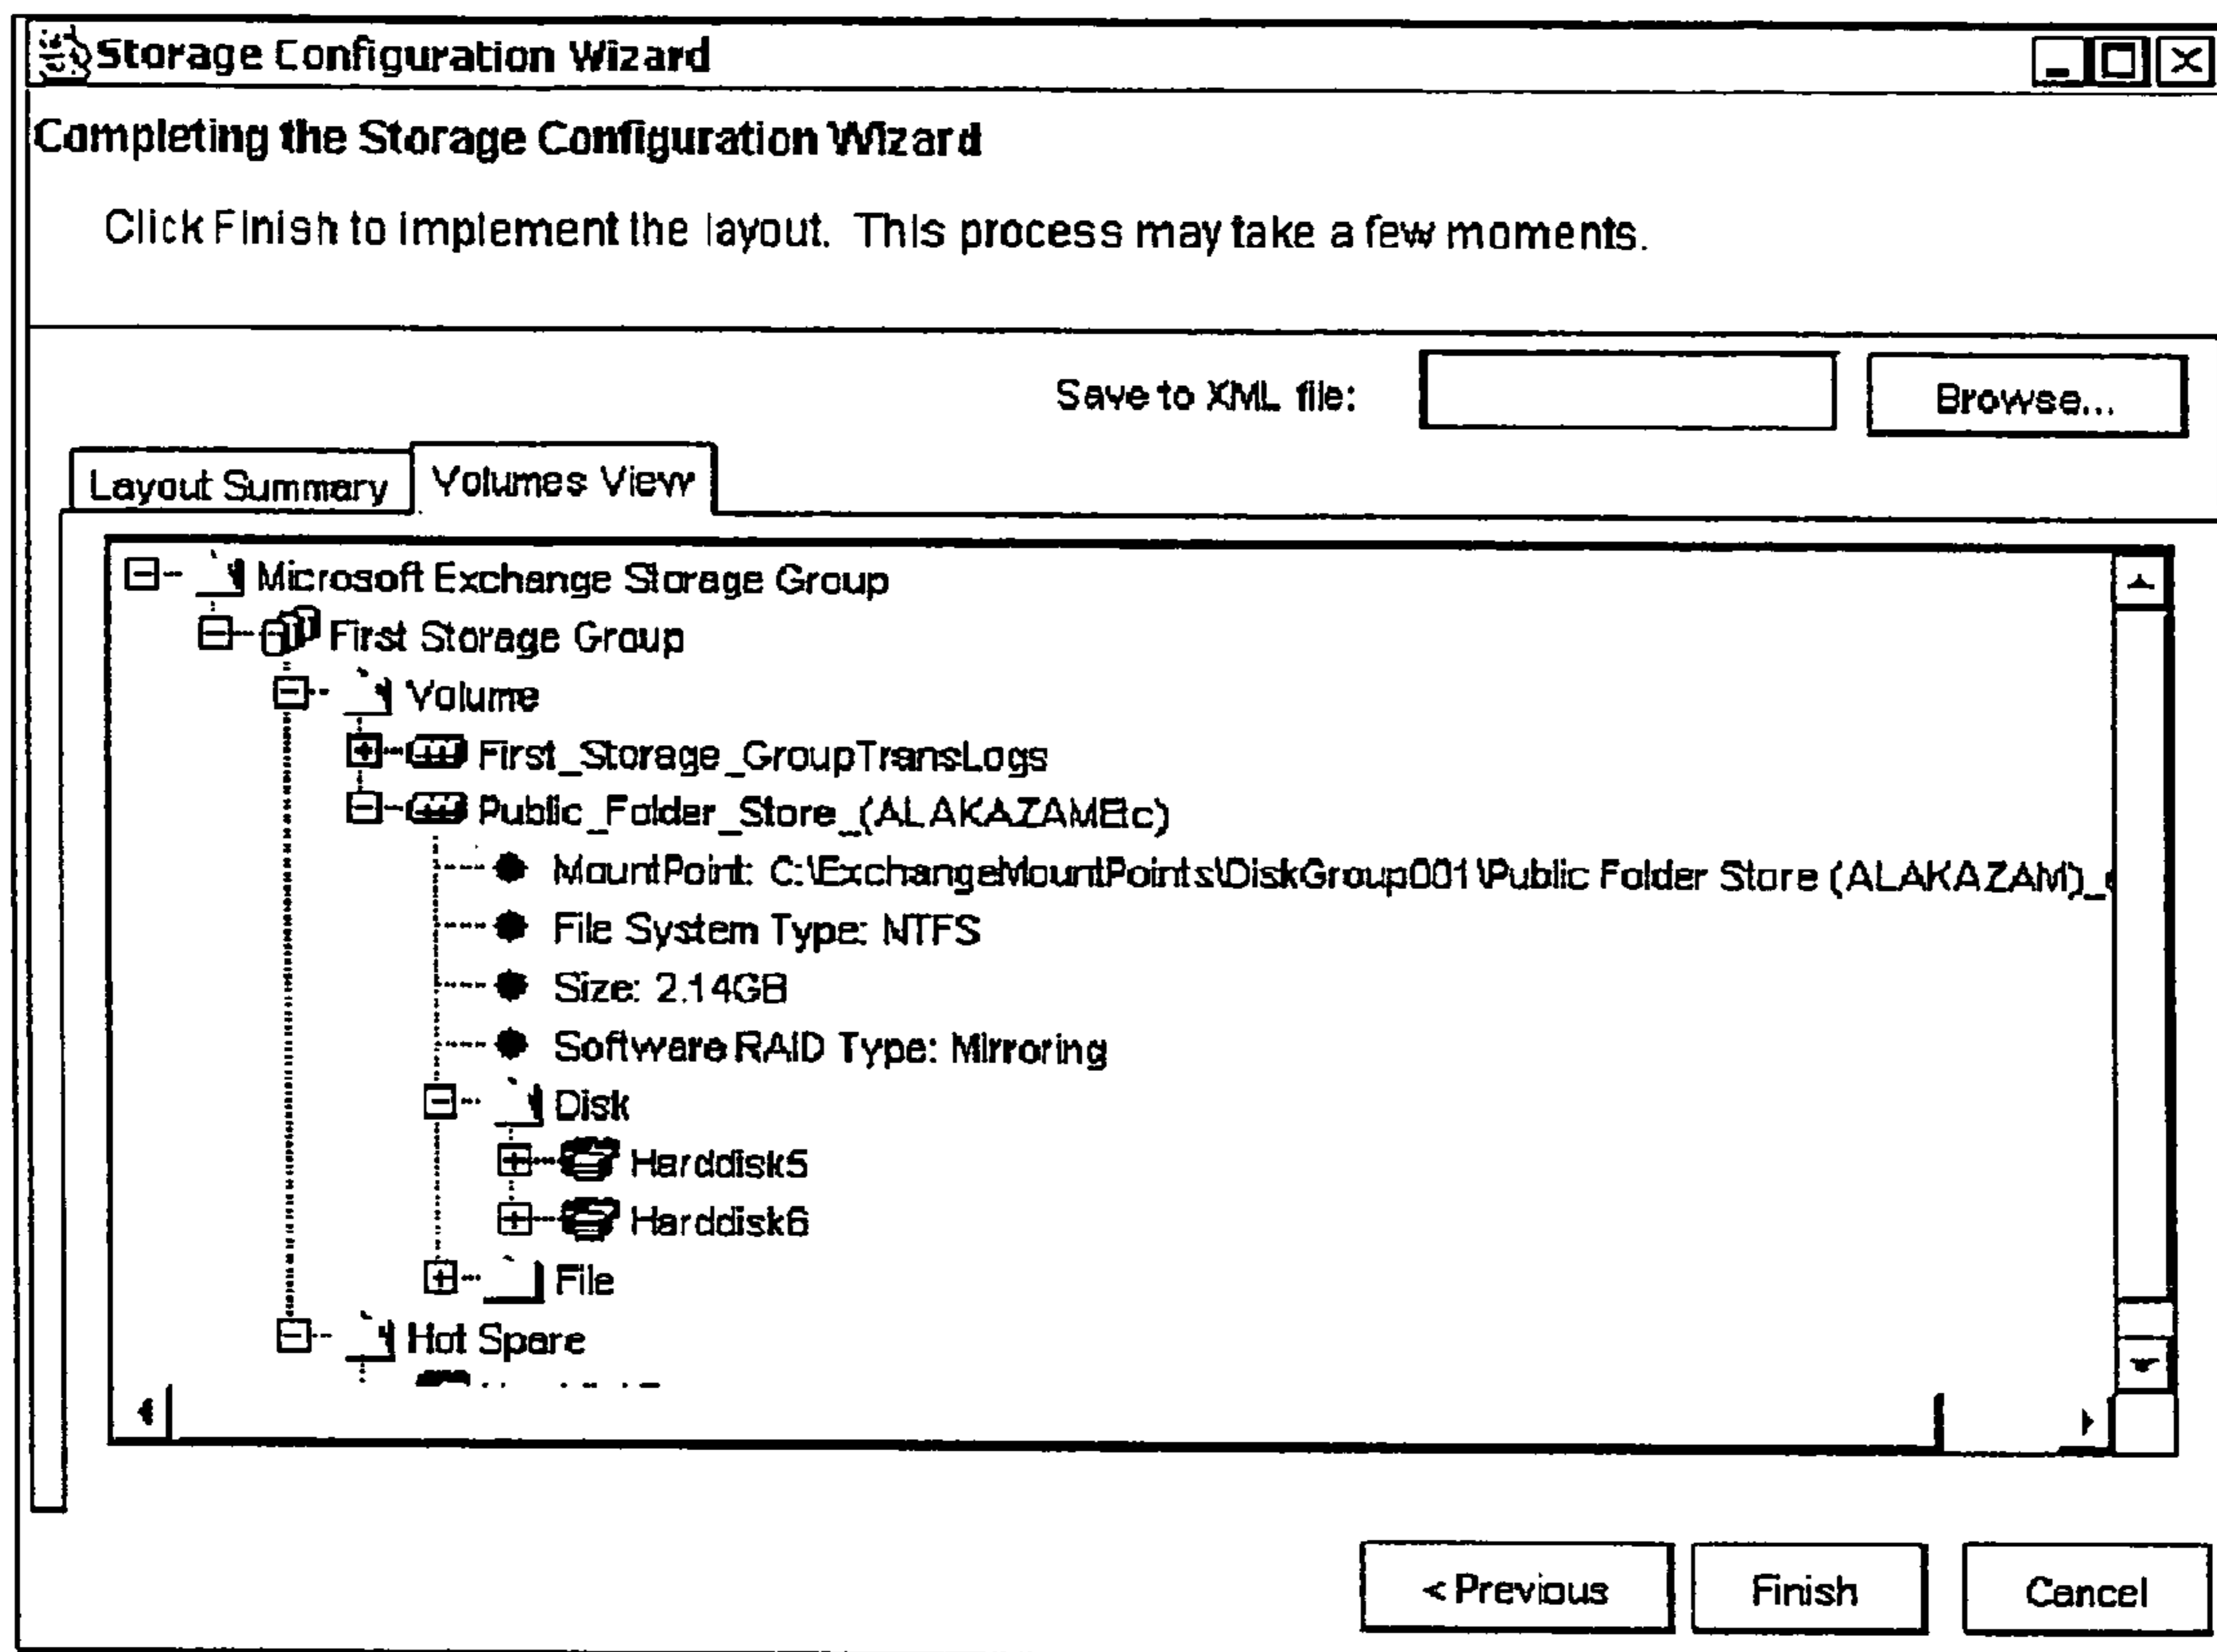 Storage Configuration Wizard
Completing the Storage Configuration Wizard
Click Finish to implement the layout. This process may take a few moments.
Save to XML file:
Browse...
Layout Summary
Volumes View
Microsoft Exchange Storage Group
First Storage Group
Volume
First_Storage_GroupTransLogs
Public_Folder_Store_(ALAKAZAMEc)
MountPoint: C:\ExchangeMountPoints\DiskGroup001\Public Folder Store (ALAKAZAM)_
File System Type: NTFS
Size: 2.14GB
Software RAID Type: Mirroring
Disk
Harddisk5
Harddisk6
File
Hot Spare
< Previous
Finish
Cancel